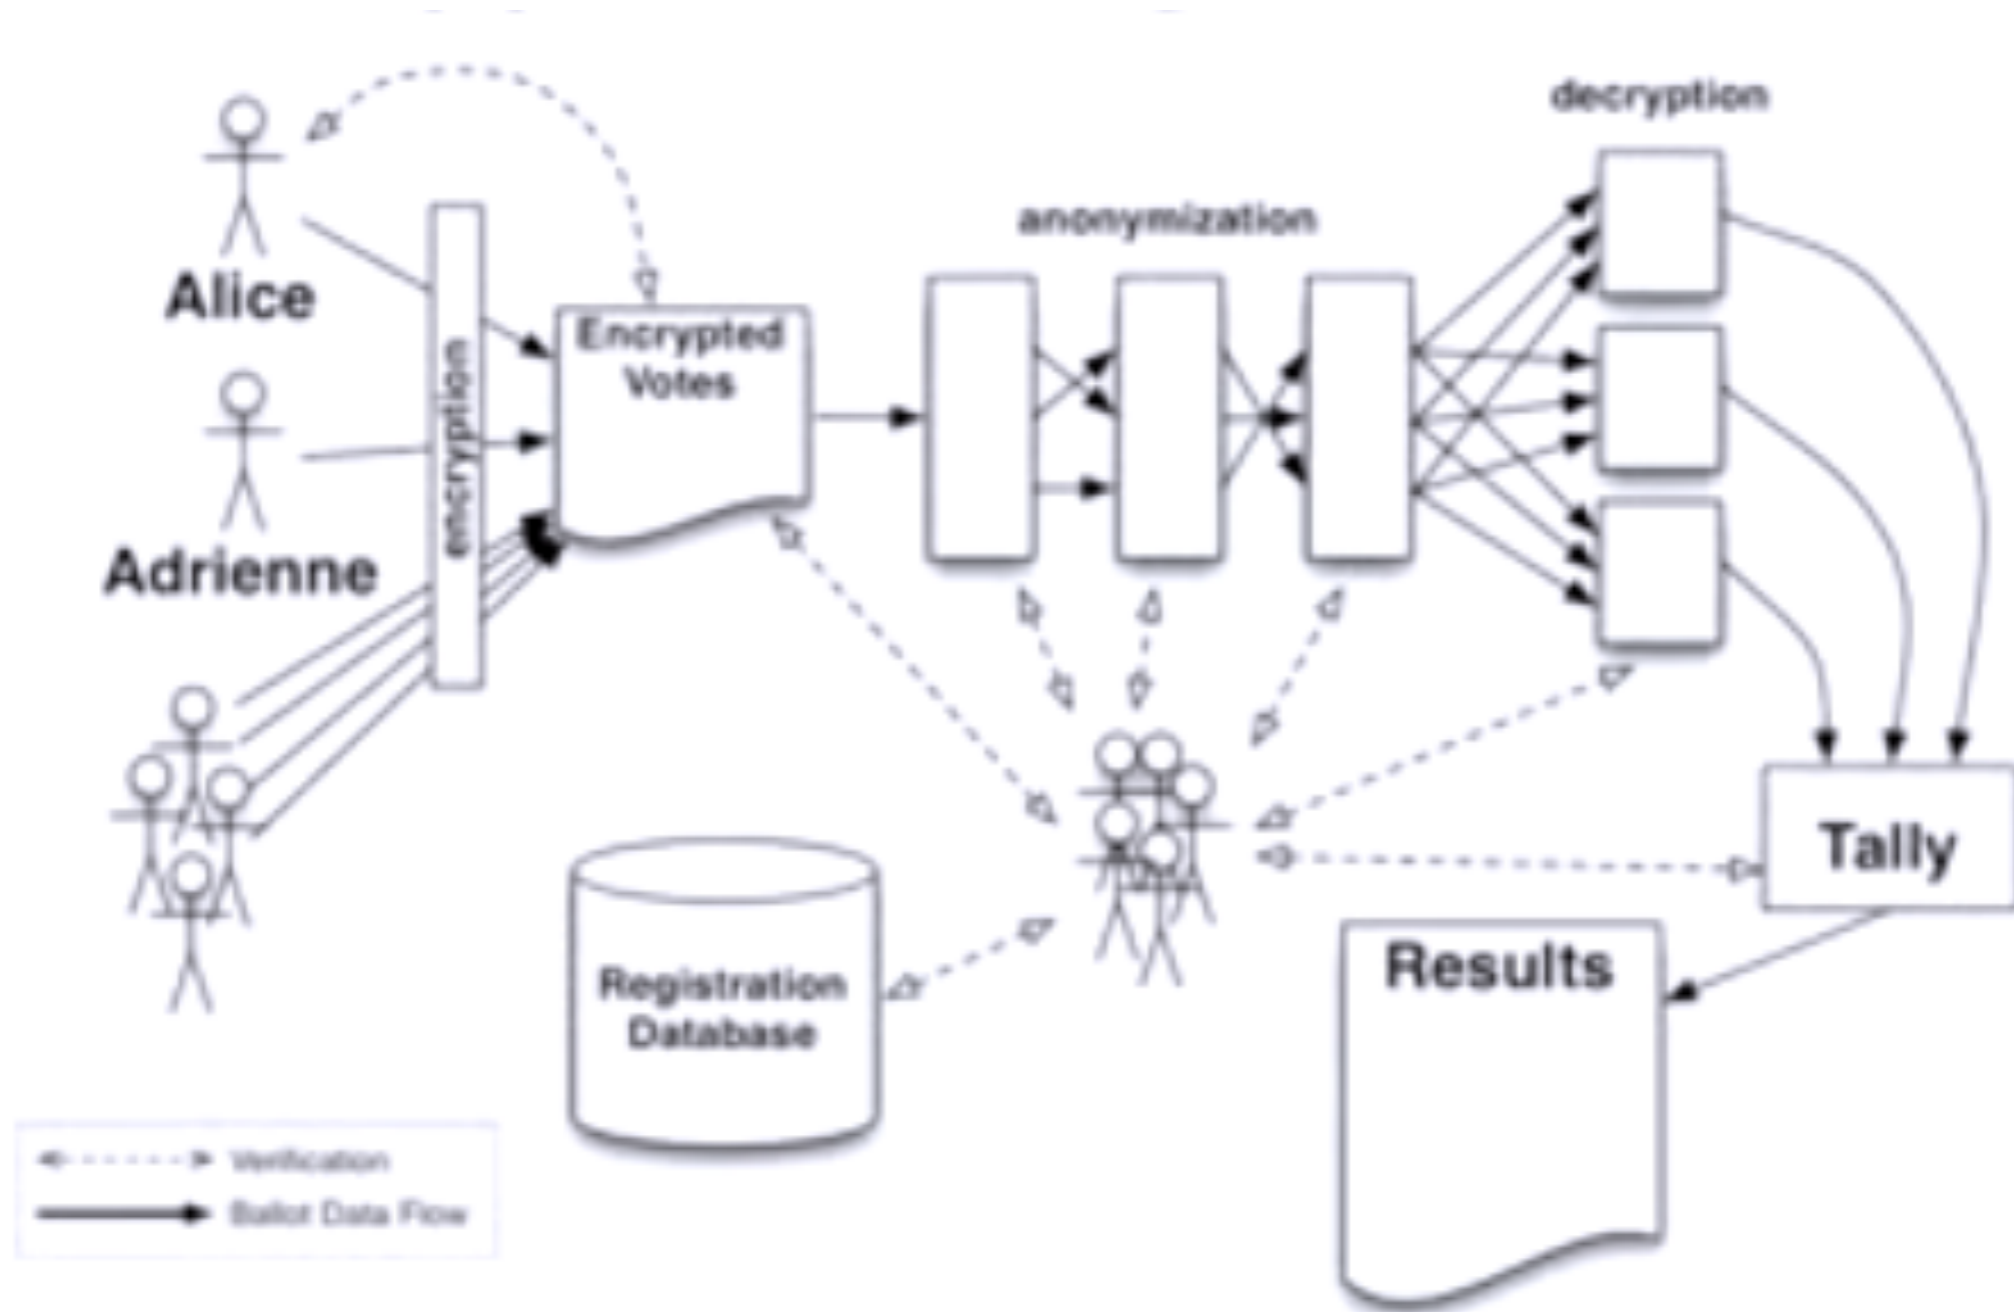 decryption
anonymization
Alice
Encrypted
Votes
encryption
Adrienne
Tally
Results
Registration
Database
Verification
Ballot Data Flow